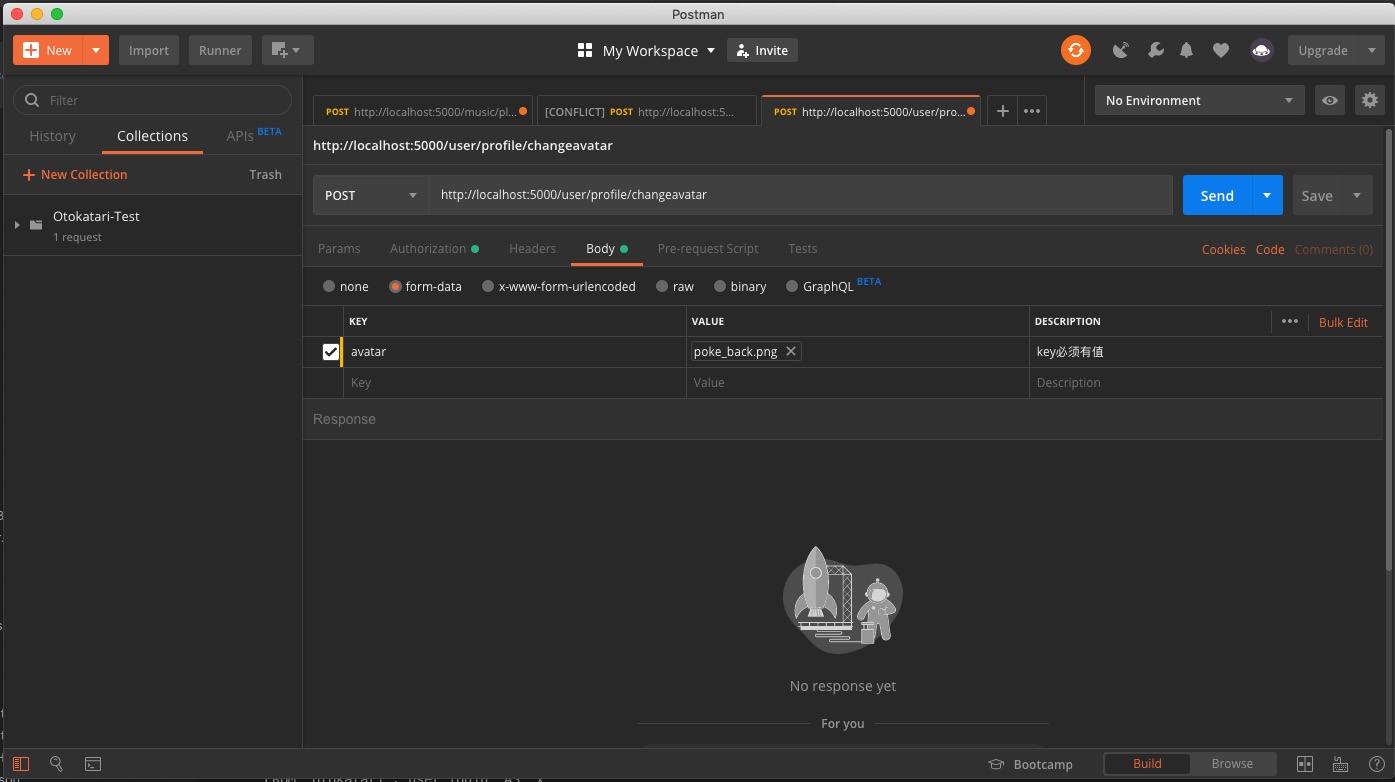 Postman
New
Import
Runner
My Workspace
Invite
Upgrade
Filter
History
Collections
APIs BETA
New Collection
Trash
Otokatari-Test
1 request
POST http://localhost:5000/music/pl...
[CONFLICT] POST http://localhost:5...
POST http://localhost:5000/user/pro...
No Environment
http://localhost:5000/user/profile/changeavatar
POST
http://localhost:5000/user/profile/changeavatar
Send
Save
Params
Authorization
Headers
Body
Pre-request Script
Tests
Cookies
Code
Comments (0)
none
form-data
x-www-form-urlencoded
raw
binary
GraphQL BETA
KEY
VALUE
DESCRIPTION
Bulk Edit
avatar
poke_back.png
key必须有值
Key
Value
Description
Response
No response yet
For you
Bootcamp
Build
Browse